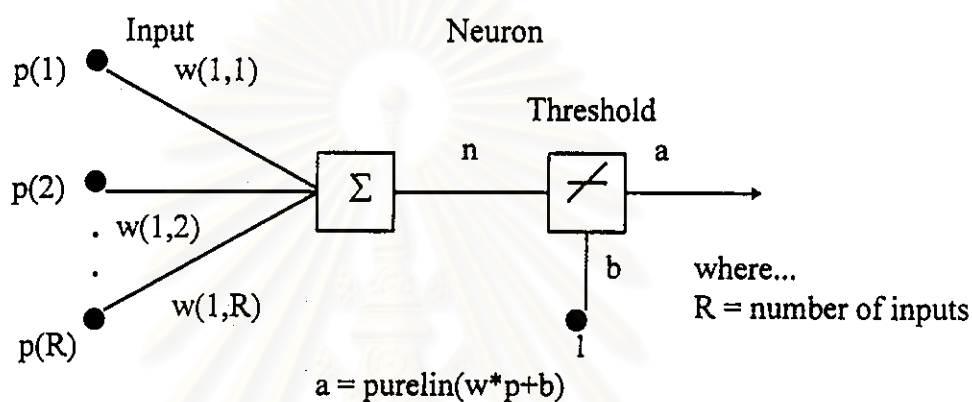 Input
Neuron
p(1)
w(1,1)
Threshold
n
a
p(2)
Σ
w(1,2)
.
.
b
where...
w(1,R)
R = number of inputs
p(R)
1
a = purelin(w*p+b)